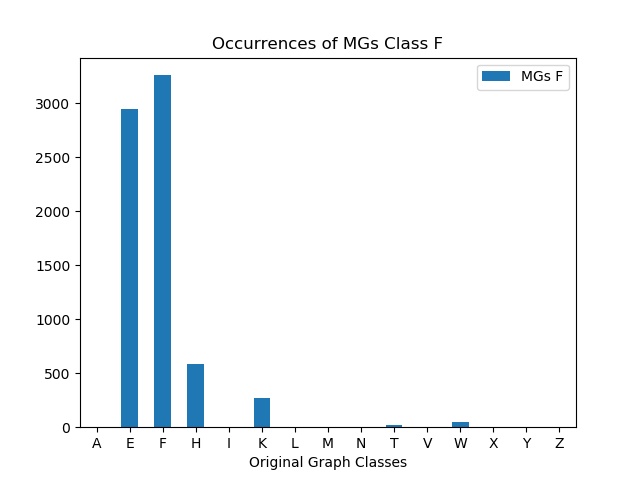 Occurrences of MGs Class F
MGs F
3000
2500
2000
1500
1000
500
0
A E F H I K L M N T V W X Y Z
Original Graph Classes